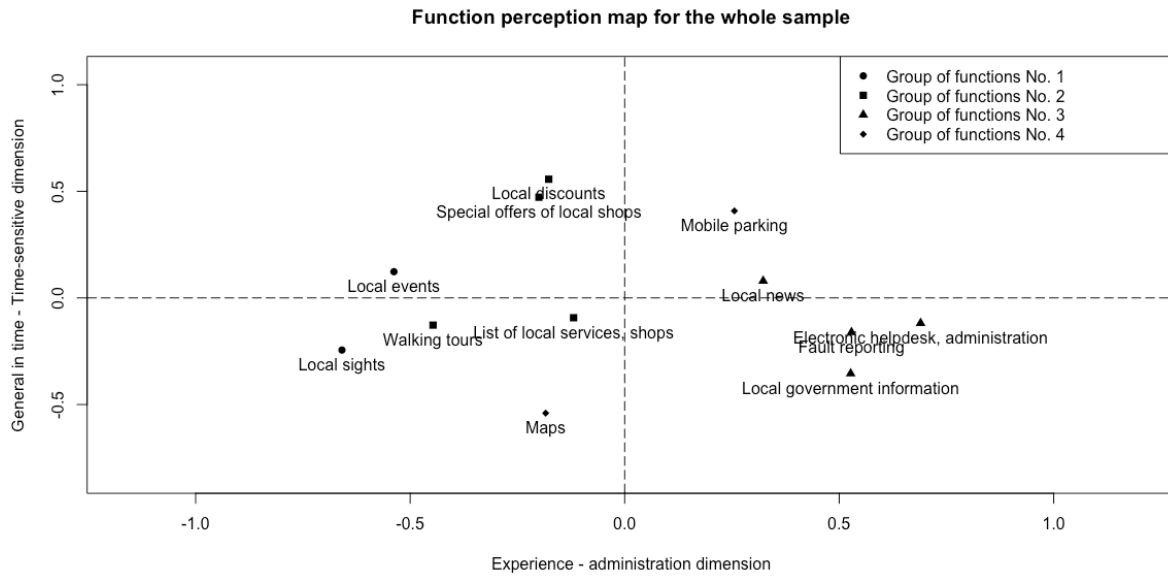 Function perception map for the whole sample
Group of functions No. 1
Group of functions No. 2
Group of functions No. 3
Group of functions No. 4
General in time - Time-sensitive dimension
1.0
0.5
0.0
-0.5
Local discounts
Special offers of local shops
Mobile parking
Local events
Local news
List of local services, shops
Walking tours
Electronic helpdesk, administration
Fault reporting
Local sights
Local government information
Maps
-1.0
-0.5
0.0
0.5
1.0
Experience - administration dimension